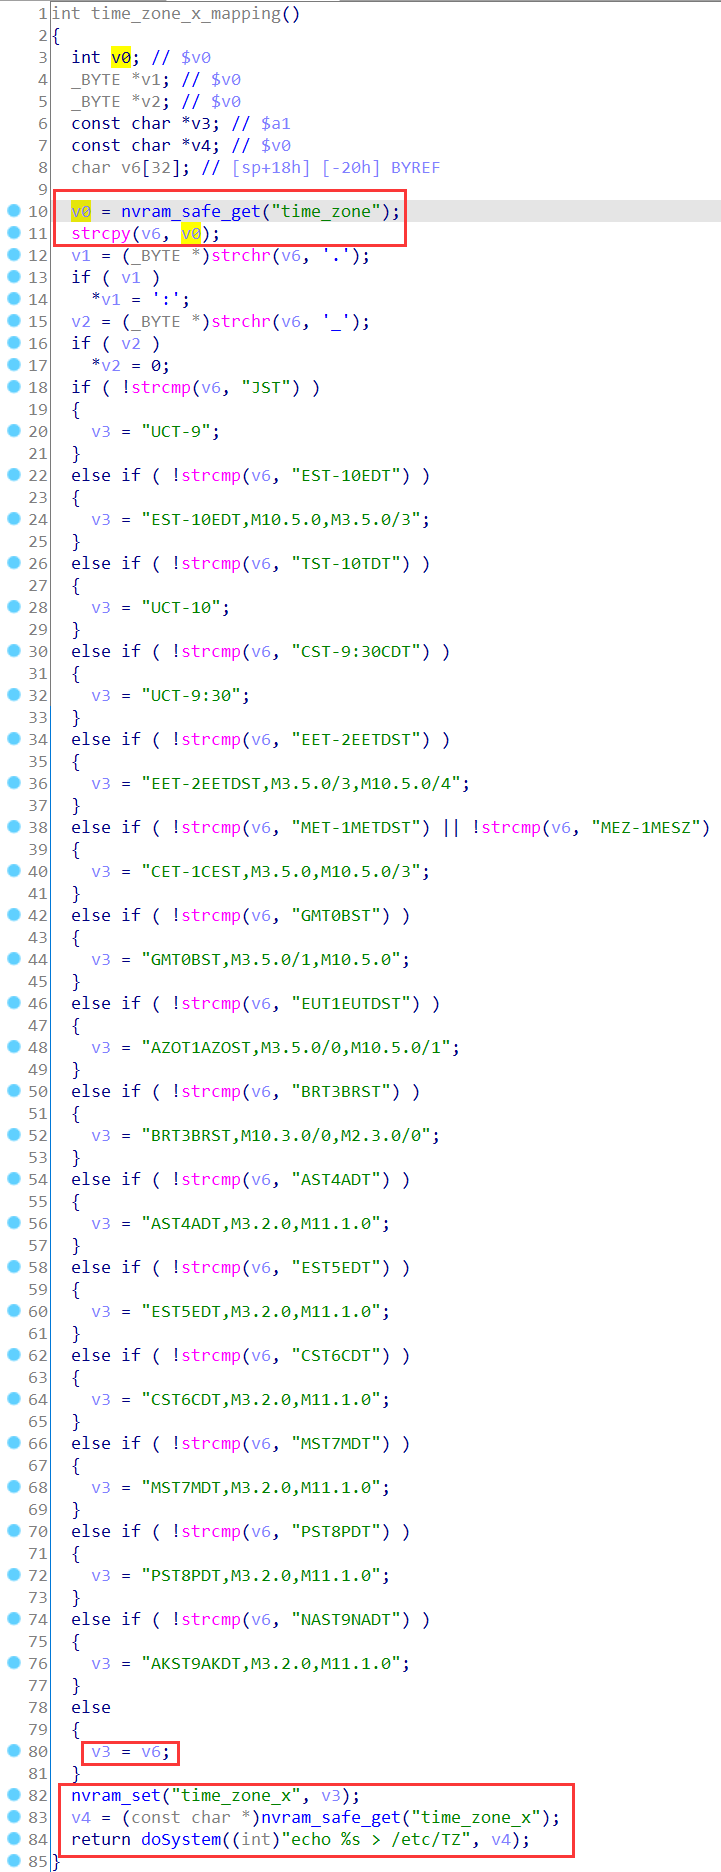 1 int time_zone_x_mapping()
2 {
3 int v0; // $v0
4 _BYTE *v1; // $v0
5 _BYTE *v2; // $v0
6 const char *v3; // $a1
7 const char *v4; // $v0
8 char v6[32]; // [sp+18h] [-20h] BYREF
9
10 v0 = nvram_safe_get("time_zone");
11 strcpy(v6, v0);
12 v1 = (_BYTE *)strchr(v6, '.');
13 if ( v1 )
14 *v1 = ':';
15 v2 = (_BYTE *)strchr(v6, '_');
16 if ( v2 )
17 *v2 = 0;
18 if ( !strcmp(v6, "JST") )
19 {
20 v3 = "UCT-9";
21 }
22 else if ( !strcmp(v6, "EST-10EDT") )
23 {
24 v3 = "EST-10EDT,M10.5.0,M3.5.0/3";
25 }
26 else if ( !strcmp(v6, "TST-10TDT") )
27 {
28 v3 = "UCT-10";
29 }
30 else if ( !strcmp(v6, "CST-9:30CDT") )
31 {
32 v3 = "UCT-9:30";
33 }
34 else if ( !strcmp(v6, "EET-2EETDST") )
35 {
36 v3 = "EET-2EETDST,M3.5.0/3,M10.5.0/4";
37 }
38 else if ( !strcmp(v6, "MET-1METDST") || !strcmp(v6, "MEZ-1MESZ")
39 {
40 v3 = "CET-1CEST,M3.5.0,M10.5.0/3";
41 }
42 else if ( !strcmp(v6, "GMT0BST") )
43 {
44 v3 = "GMT0BST,M3.5.0/1,M10.5.0";
45 }
46 else if ( !strcmp(v6, "EUT1EUTDST") )
47 {
48 v3 = "AZOT1AZOST,M3.5.0/0,M10.5.0/1";
49 }
50 else if ( !strcmp(v6, "BRT3BRST") )
51 {
52 v3 = "BRT3BRST,M10.3.0/0,M2.3.0/0";
53 }
54 else if ( !strcmp(v6, "AST4ADT") )
55 {
56 v3 = "AST4ADT,M3.2.0,M11.1.0";
57 }
58 else if ( !strcmp(v6, "EST5EDT") )
59 {
60 v3 = "EST5EDT,M3.2.0,M11.1.0";
61 }
62 else if ( !strcmp(v6, "CST6CDT") )
63 {
64 v3 = "CST6CDT,M3.2.0,M11.1.0";
65 }
66 else if ( !strcmp(v6, "MST7MDT") )
67 {
68 v3 = "MST7MDT,M3.2.0,M11.1.0";
69 }
70 else if ( !strcmp(v6, "PST8PDT") )
71 {
72 v3 = "PST8PDT,M3.2.0,M11.1.0";
73 }
74 else if ( !strcmp(v6, "NAST9NADT") )
75 {
76 v3 = "AKST9AKDT,M3.2.0,M11.1.0";
77 }
78 else
79 {
80 v3 = v6;
81 }
82 nvram_set("time_zone_x", v3);
83 v4 = (const char *)nvram_safe_get("time_zone_x");
84 return doSystem((int)"echo %s > /etc/TZ", v4);
85 }